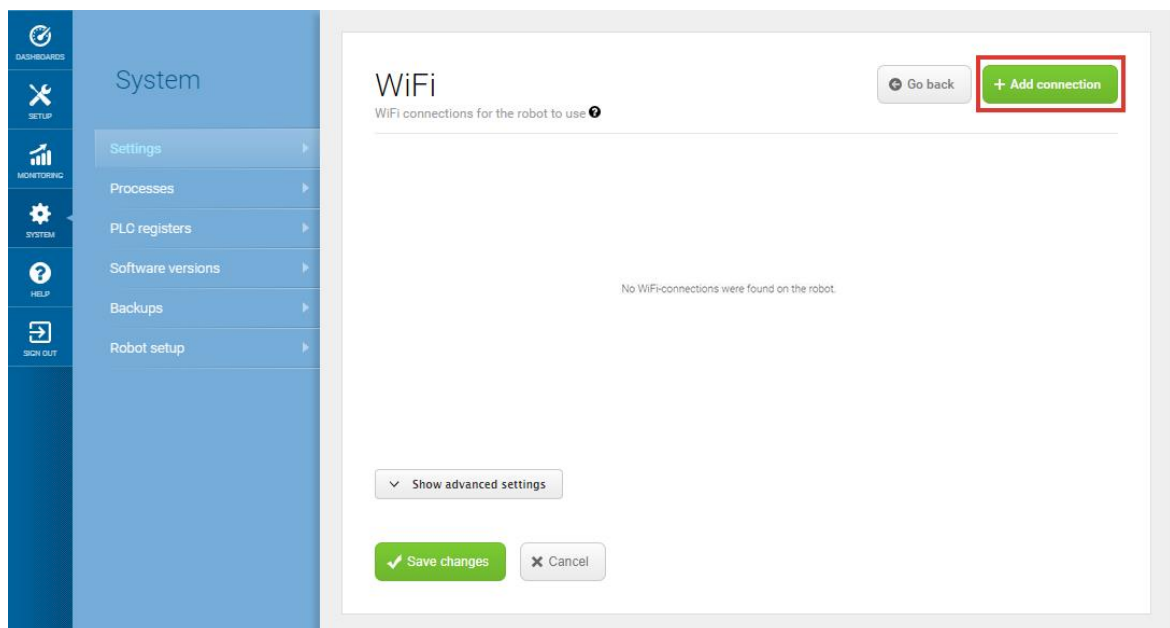 DASHBOARDS
SETUP
MONITORING
SYSTEM
HELP
SIGN OUT
System
Settings
Processes
PLC registers
Software versions
Backups
Robot setup
WiFi
WiFi connections for the robot to use
Go back
+ Add connection
No WiFi-connections were found on the robot.
Show advanced settings
Save changes
Cancel